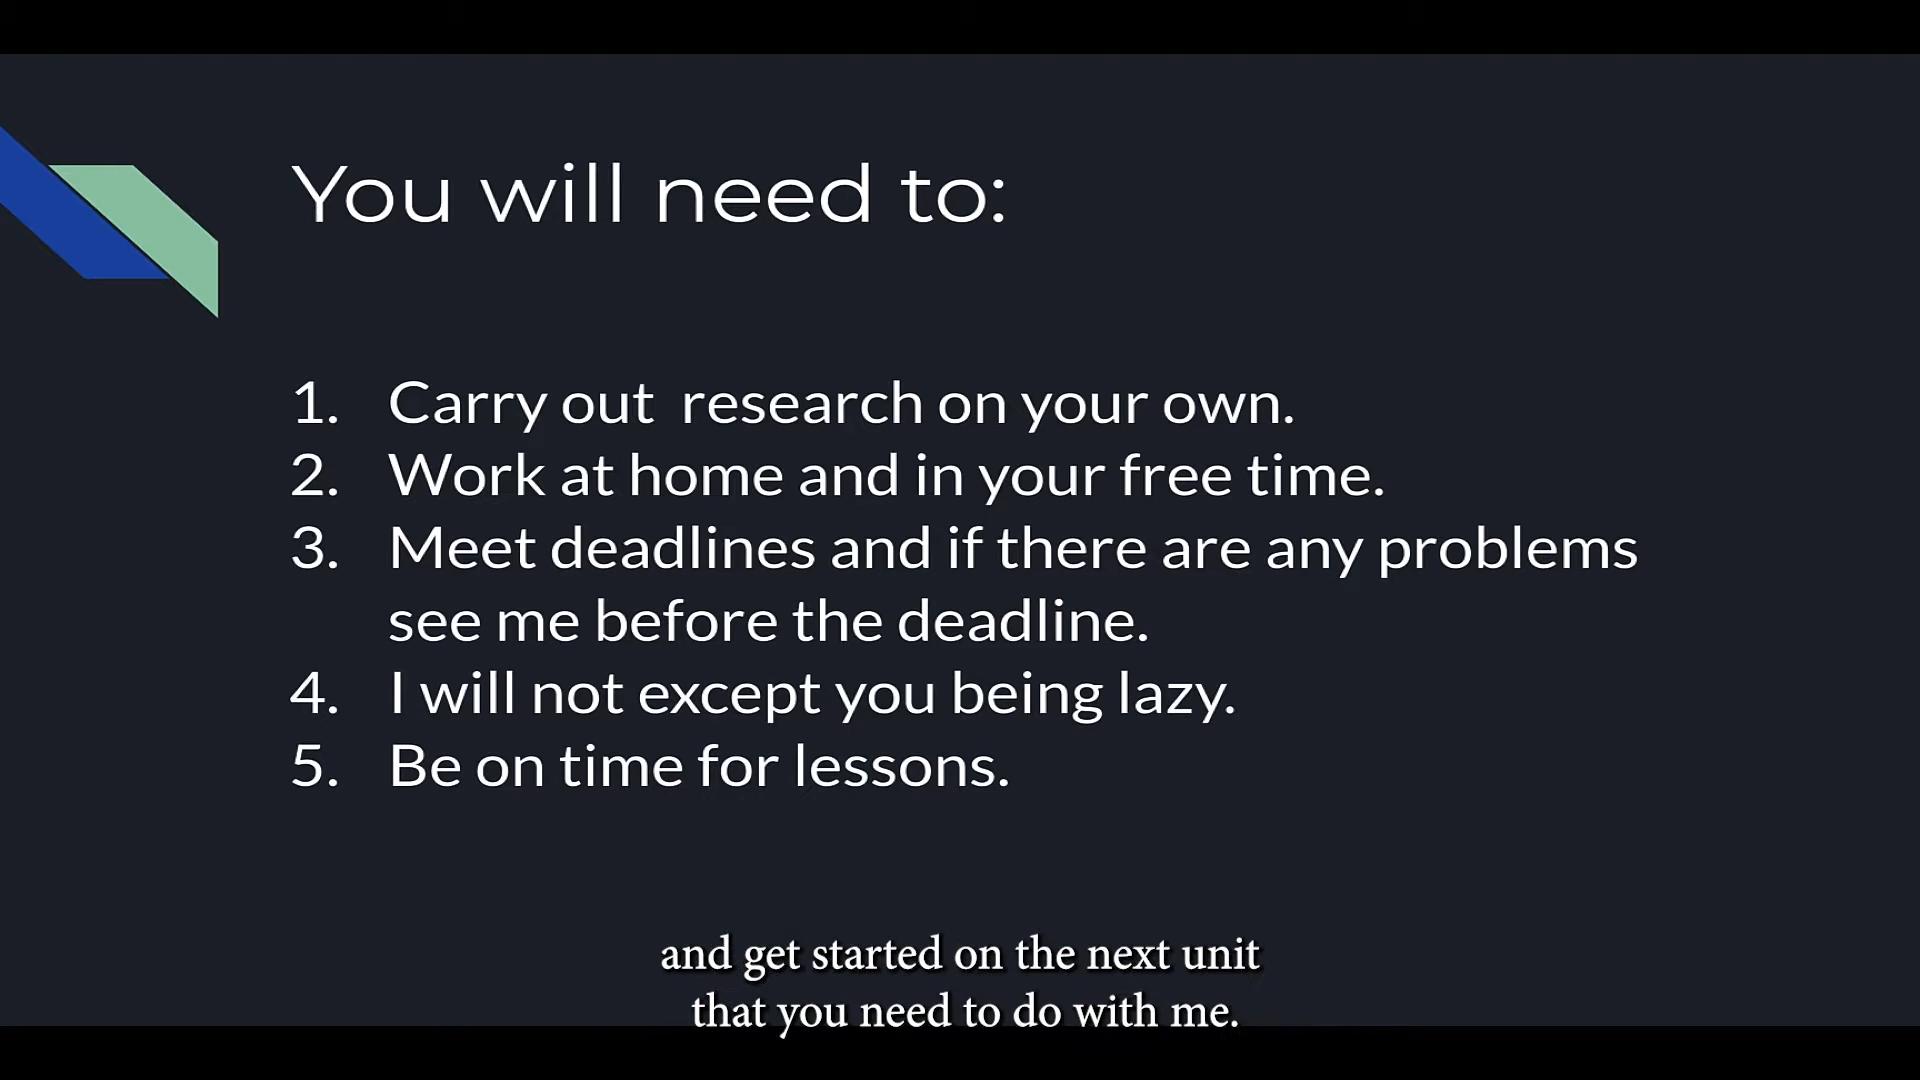 You will need to:
1. Carry out  research on your own.
2. Work at home and in your free time.
3. Meet deadlines and if there are any problems
see me before the deadline.
4. I will not except you being lazy.
5. Be on time for lessons.
and get started on the next unit
that you need to do with me.